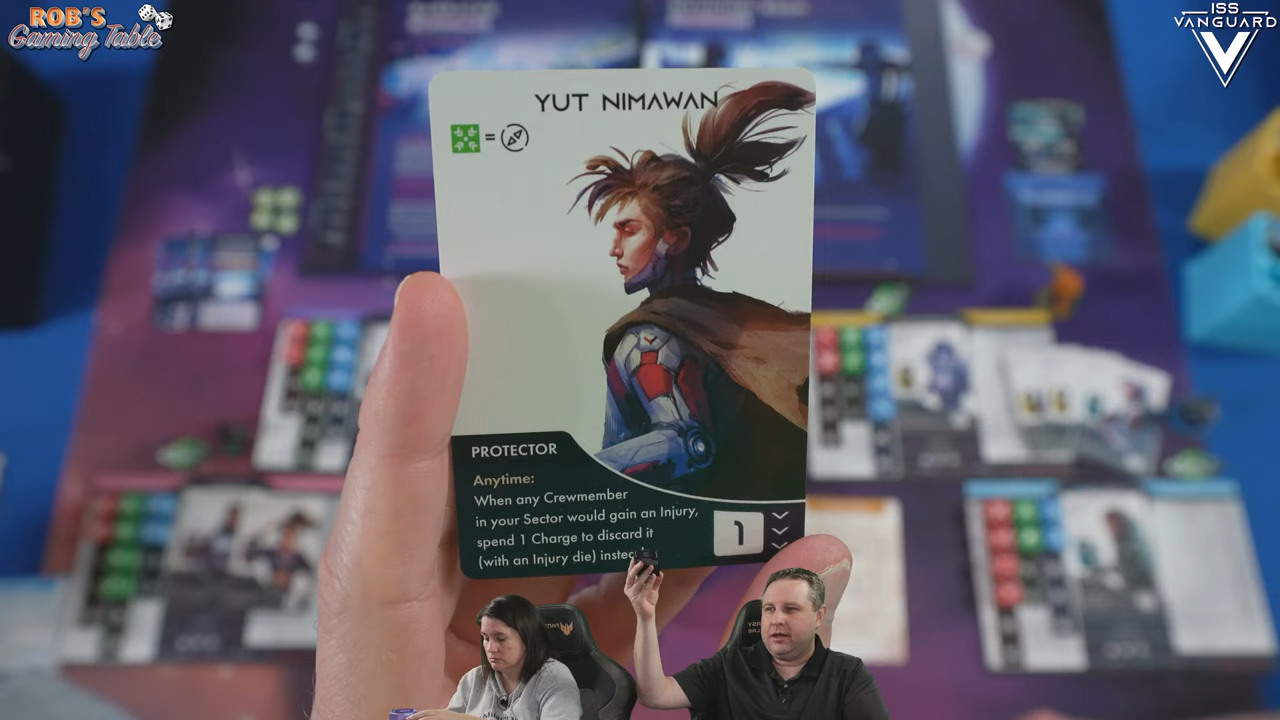 ROB'S
Gaming Table
ISS
VANGUARD
YUT NIMAWAN
=
PROTECTOR
Anytime:
When any Crewmember
in your Sector would gain an Injury,
spend 1 Charge to discard it
(with an Injury die)
1